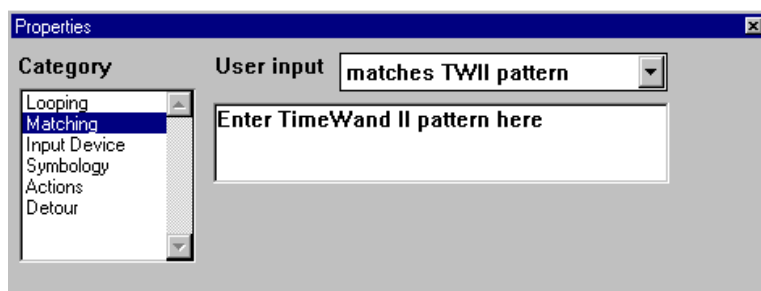 Properties
Category
User input
matches TWII pattern
Looping
Matching
Input Device
Symbology
Actions
Detour
Enter TimeWand II pattern here